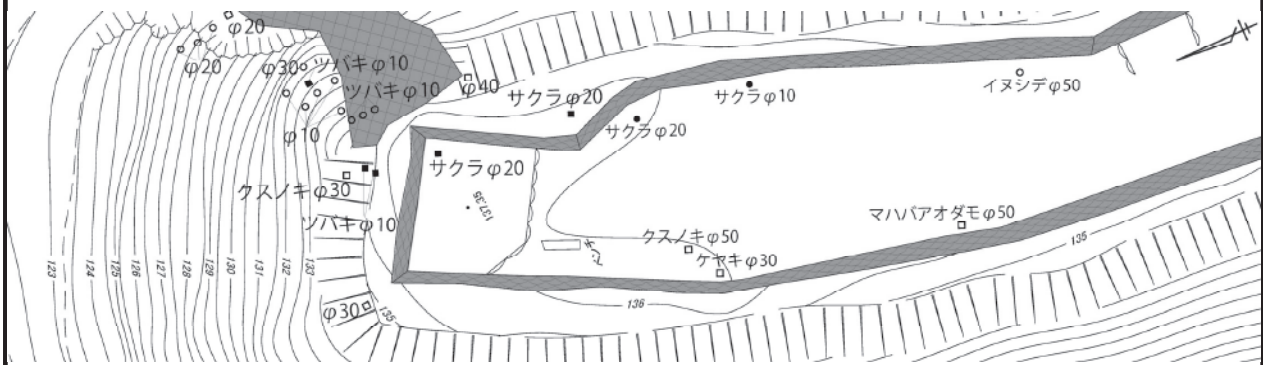 φ20
φ20
φ30 ツバキφ10
ツバキφ10
φ40
サクラφ20
サクラφ10
イヌシデφ50
サクラφ20
φ10
サクラφ20
クスノキφ30
ツバキφ10
137.35
マハバアオダモφ50
クスノキφ50
ベンチ
ケヤキφ30
135
123
124
125
126
127
128
129
130
131
132
133
136
φ30
135